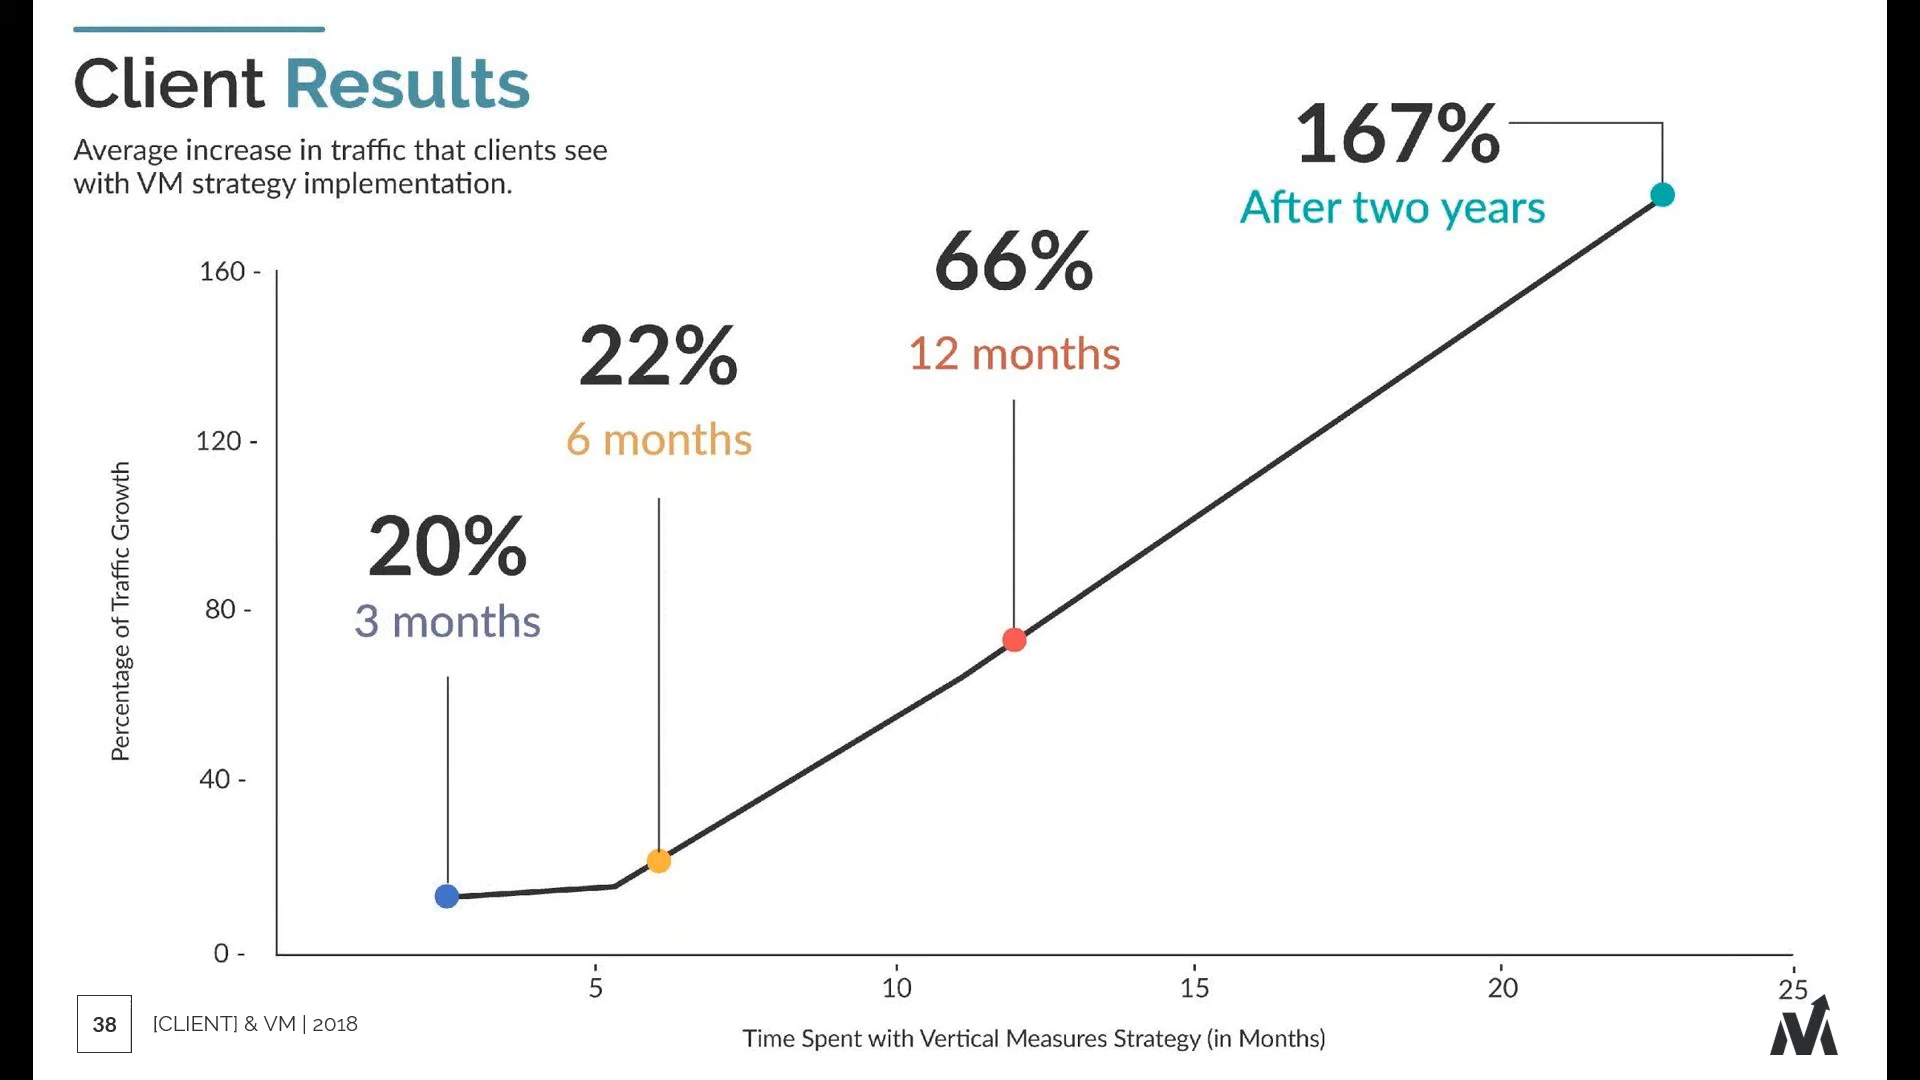 Client Results
Average increase in traffic that clients see
with VM strategy implementation.
167%
After two years
66%
12 months
22%
6 months
20%
3 months
160 -
120 -
80 -
40 -
0 -
Percentage of Traffic Growth
5
10
15
20
25
Time Spent with Vertical Measures Strategy (in Months)
38
[CLIENT] & VM | 2018